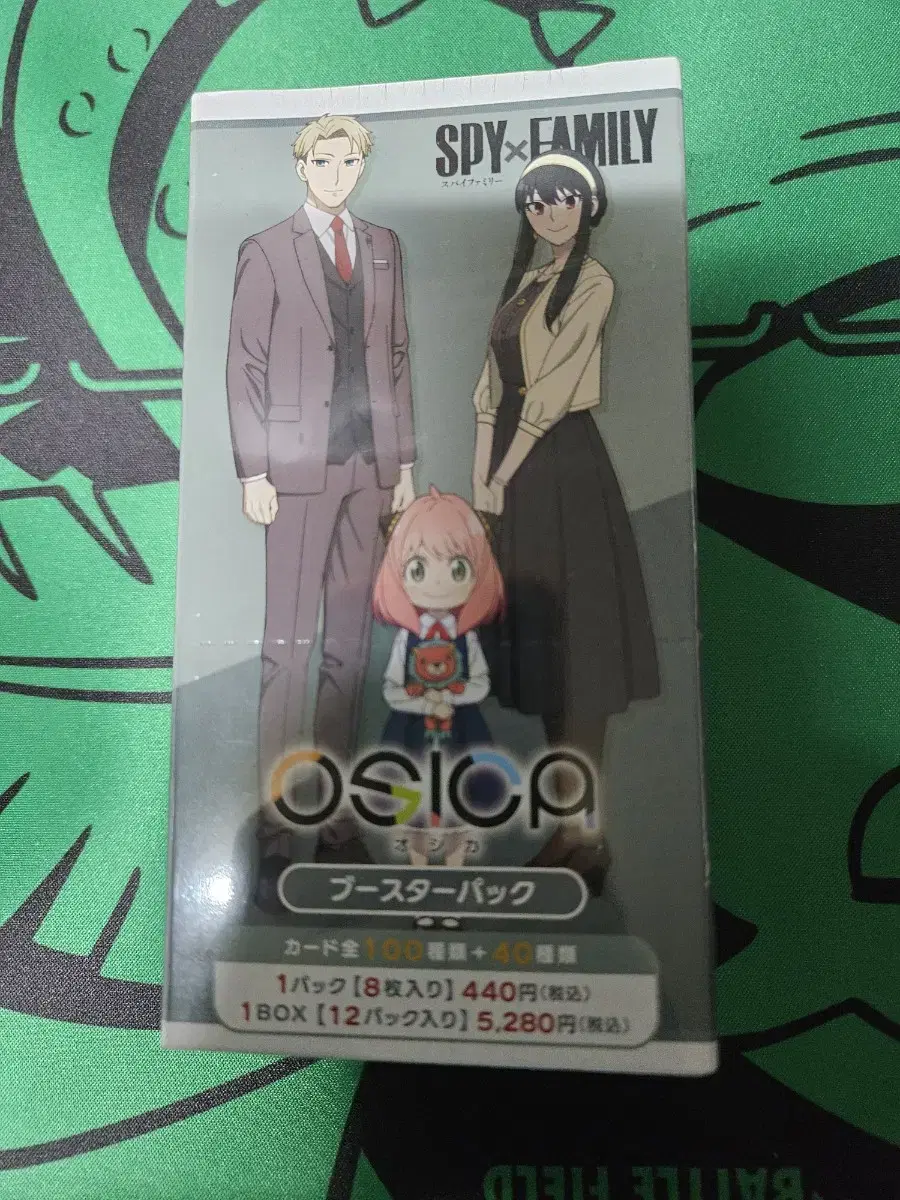 SPY×FAMILY
スパイファミリー
OSICA
オシカ
ブースターパック
カード全100種類+40種類
1パック【8枚入り】440円(税込)
1BOX【12パック入り】5,280円(税込)
BATTLE FIELD